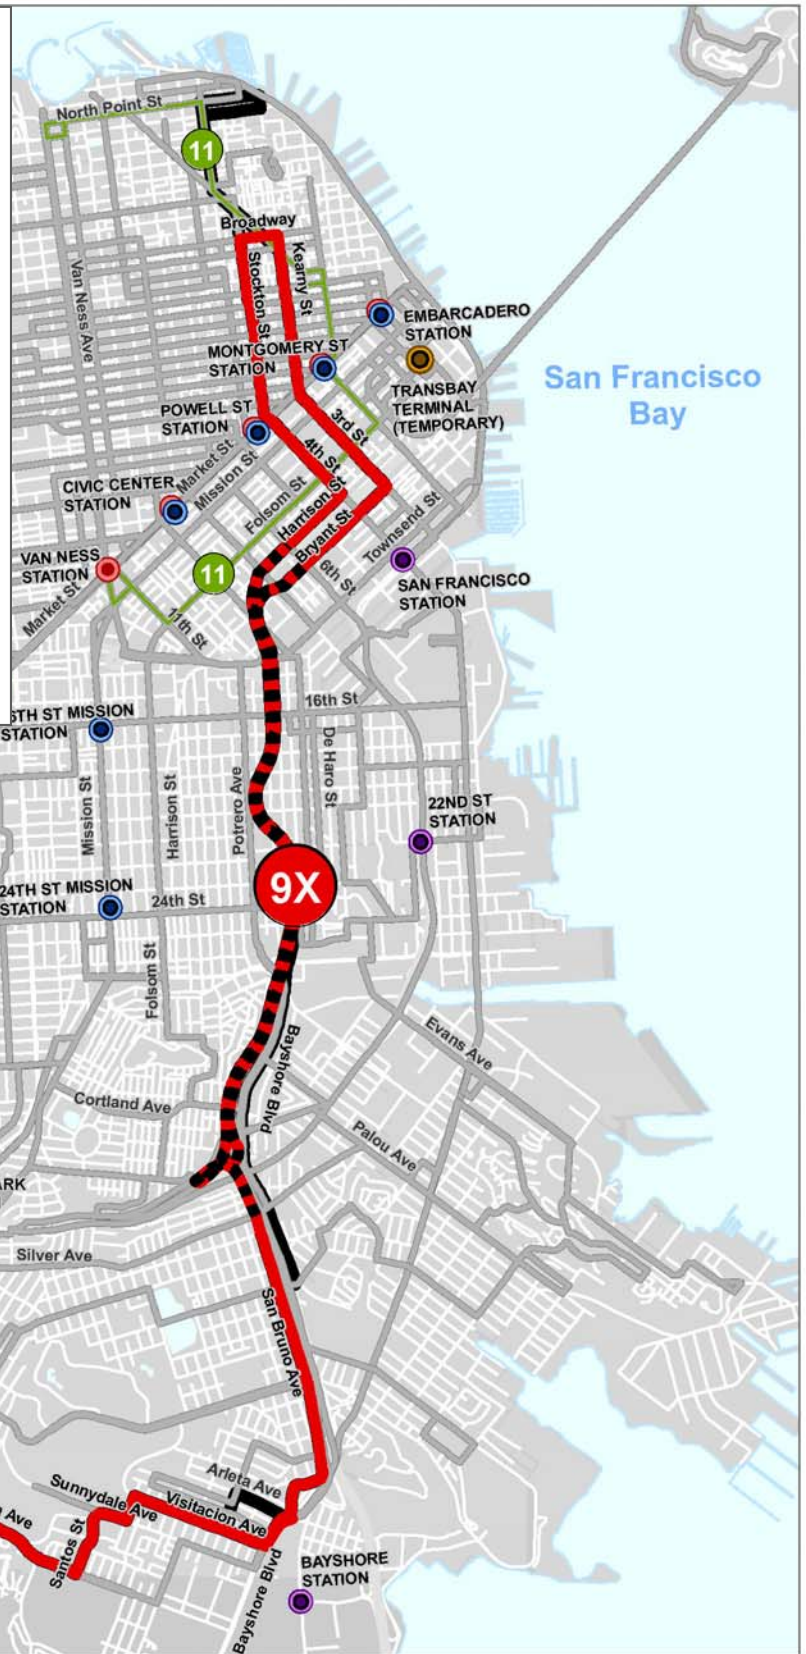 North Point St
11
Broadway
Stockton St
Kearny St
Van Ness Ave
EMBARCADERO
STATION
MONTGOMERY ST
STATION
San Francisco
Bay
TRANSBAY
TERMINAL
(TEMPORARY)
POWELL ST
STATION
3rd St
4th St
Market St
Mission St
CIVIC CENTER
STATION
Folsom St
Harrison St
Bryant St
Townsend St
VAN NESS
STATION
11
6th St
SAN FRANCISCO
STATION
Market St
11th St
16th St
5TH ST MISSION
STATION
De Haro St
Mission St
Harrison St
Potrero Ave
22ND ST
STATION
9X
24TH ST MISSION
STATION
24th St
Folsom St
Bayshore Blvd
Evans Ave
Cortland Ave
Palou Ave
ARK
Silver Ave
San Bruno Ave
Arleta Ave
Sunnydale Ave
Visitacion Ave
Ave
Santos St
Bayshore Blvd
BAYSHORE
STATION